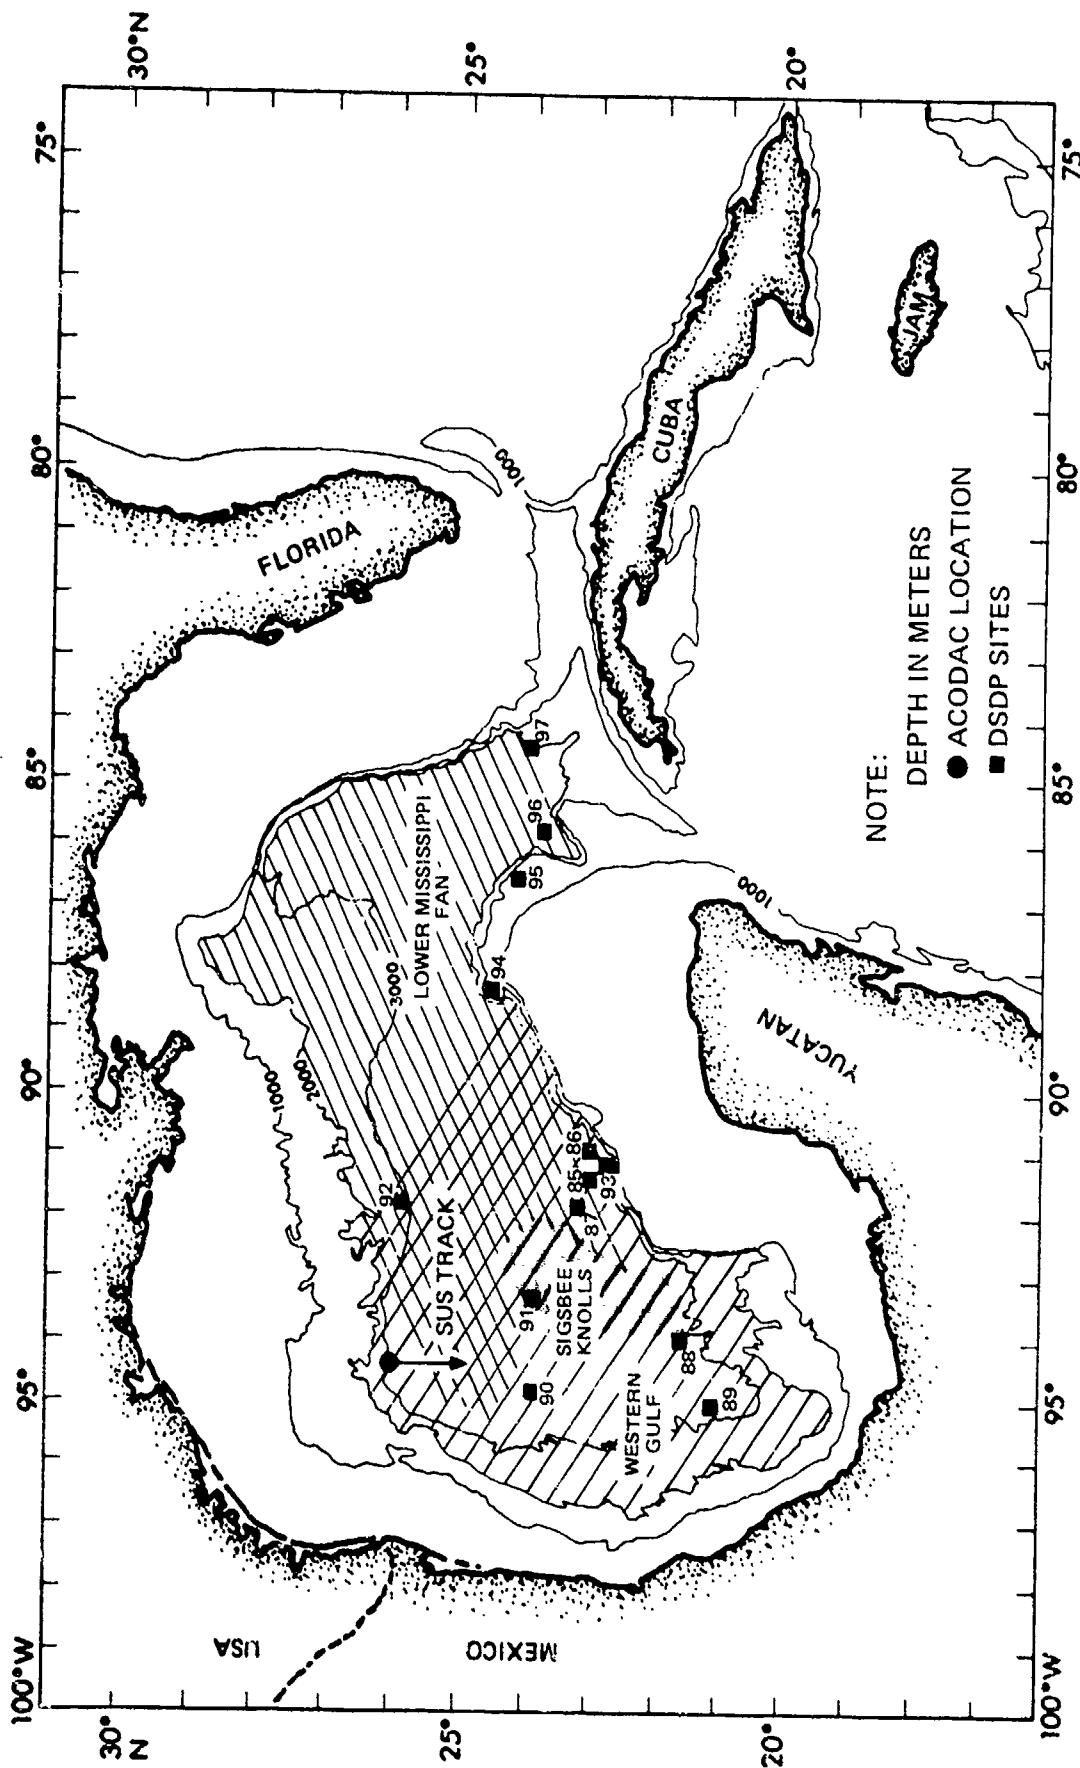 100°W
95°
90°
85°
80°
75°
30°
N
30°N
USA
FLORIDA
1000
2000
1000
92
3000
LOWER MISSISSIPPI
FAN
25°
25°
SUS TRACK
MEXICO
94
95
96
97
90
91
SIGSBEE
KNOLLS
87
85
86
93
CUBA
WESTERN
GULF
88
89
1000
YUCATAN
20°
20°
JAM
NOTE:
DEPTH IN METERS
ACODAC LOCATION
DSDP SITES
100°W
95°
90°
85°
80°
75°